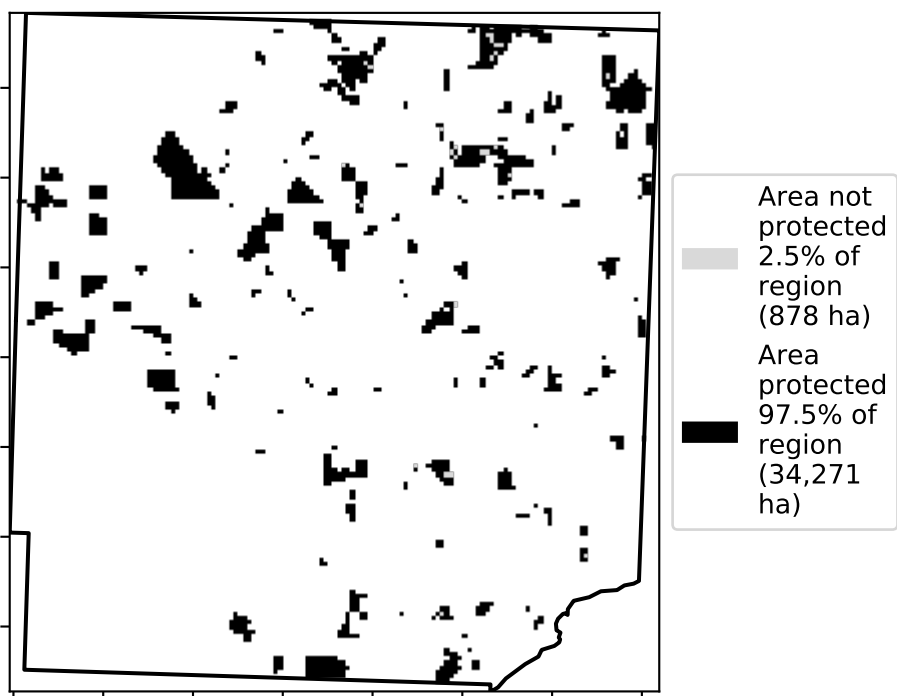 Area not
protected
2.5% of
region
(878 ha)
Area
protected
97.5% of
region
(34,271
ha)